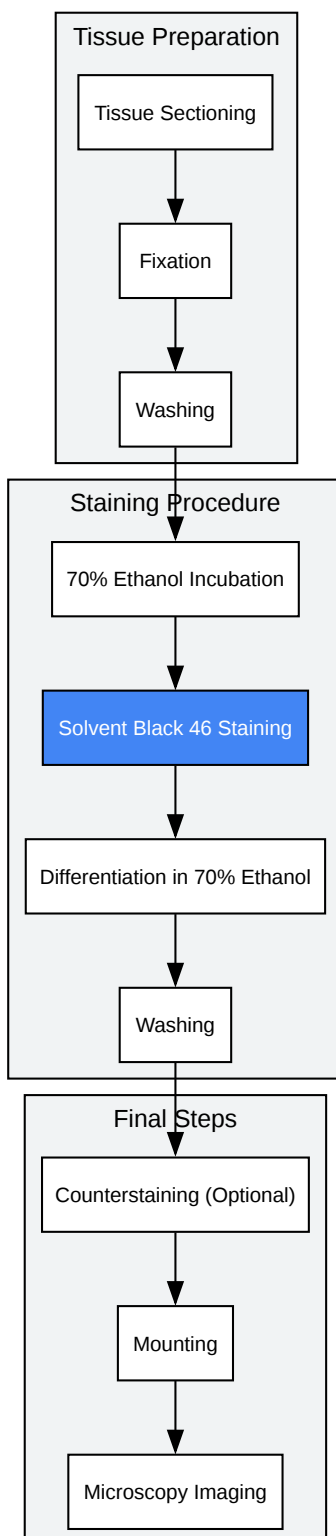 Tissue Preparation
Tissue Sectioning
Fixation
Washing
Staining Procedure
70% Ethanol Incubation
Solvent Black 46 Staining
Differentiation in 70% Ethanol
Washing
Final Steps
Counterstaining (Optional)
Mounting
Microscopy Imaging